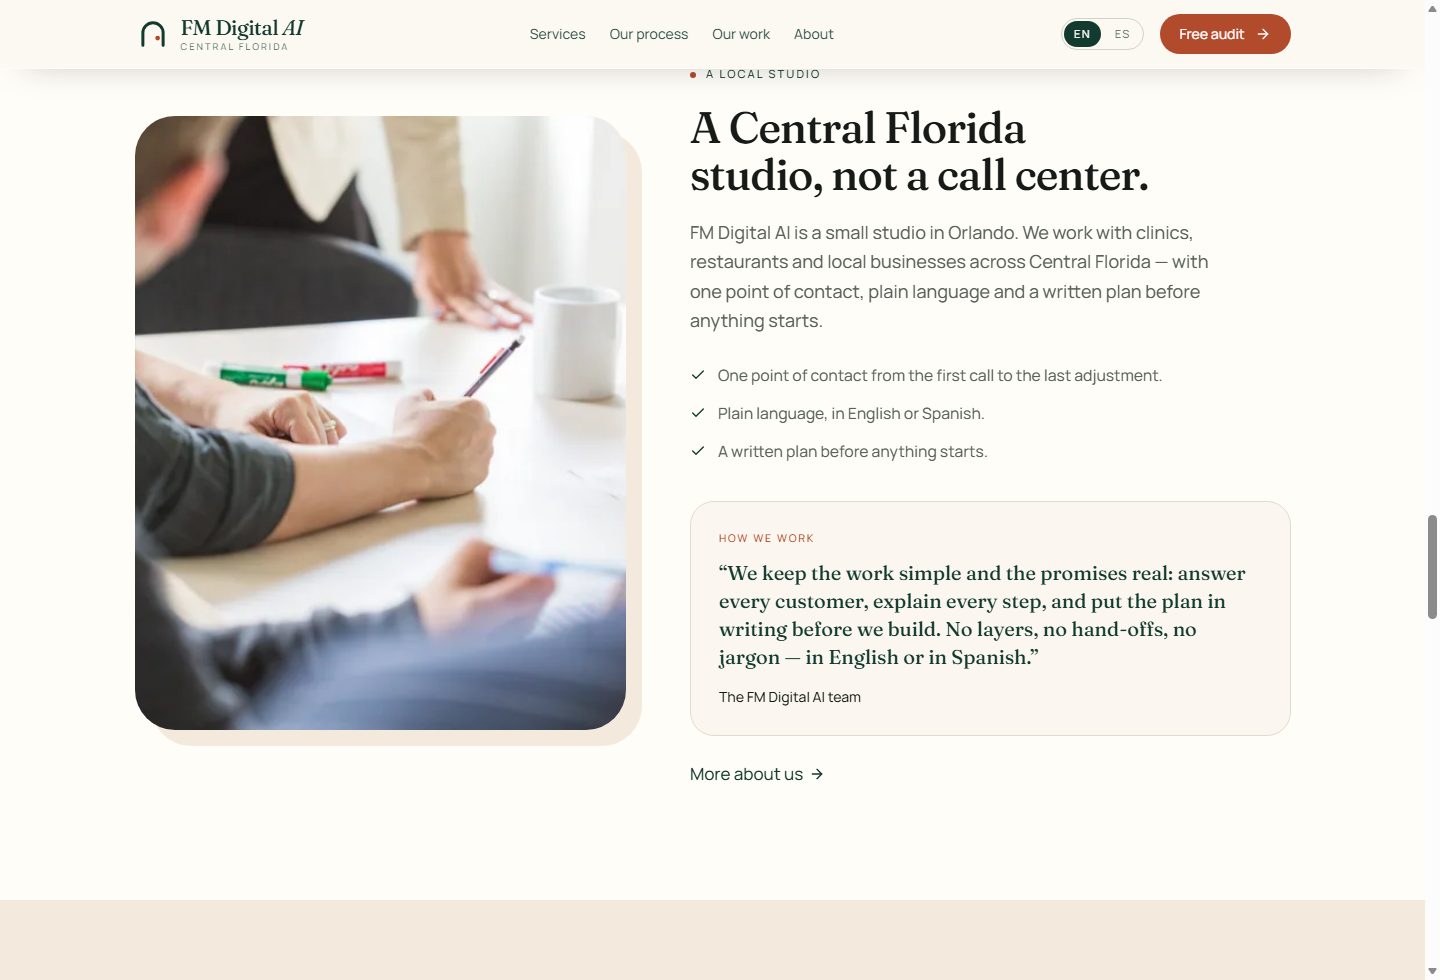 FM Digital AI
CENTRAL FLORIDA
Services
Our process
Our work
About
EN
ES
Free audit
A LOCAL STUDIO
A Central Florida
studio, not a call center.
FM Digital AI is a small studio in Orlando. We work with clinics,
restaurants and local businesses across Central Florida — with
one point of contact, plain language and a written plan before
anything starts.
One point of contact from the first call to the last adjustment.
Plain language, in English or Spanish.
A written plan before anything starts.
HOW WE WORK
“We keep the work simple and the promises real: answer
every customer, explain every step, and put the plan in
writing before we build. No layers, no hand-offs, no
jargon — in English or in Spanish.”
The FM Digital AI team
More about us